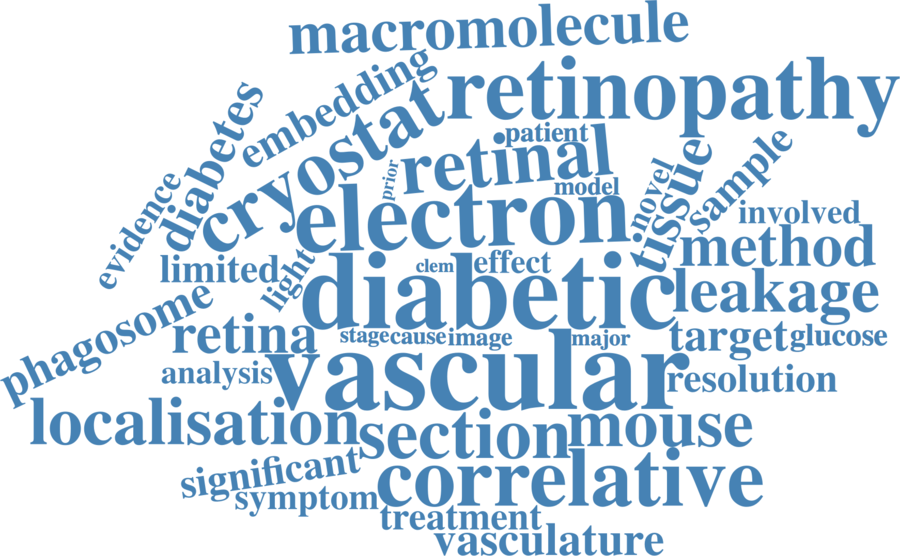 macromolecule
retinopathy
embedding
diabetes
cryostat
patient
retinal
prior
model
novel
tissue
sample
evidence
electron
involved
method
limited
light
clem
effect
diabetic
leakage
phagosome
retina
stage
cause
image
major
target
glucose
analysis
vascular
resolution
localisation
section
mouse
significant
symptom
correlative
treatment
vasculature